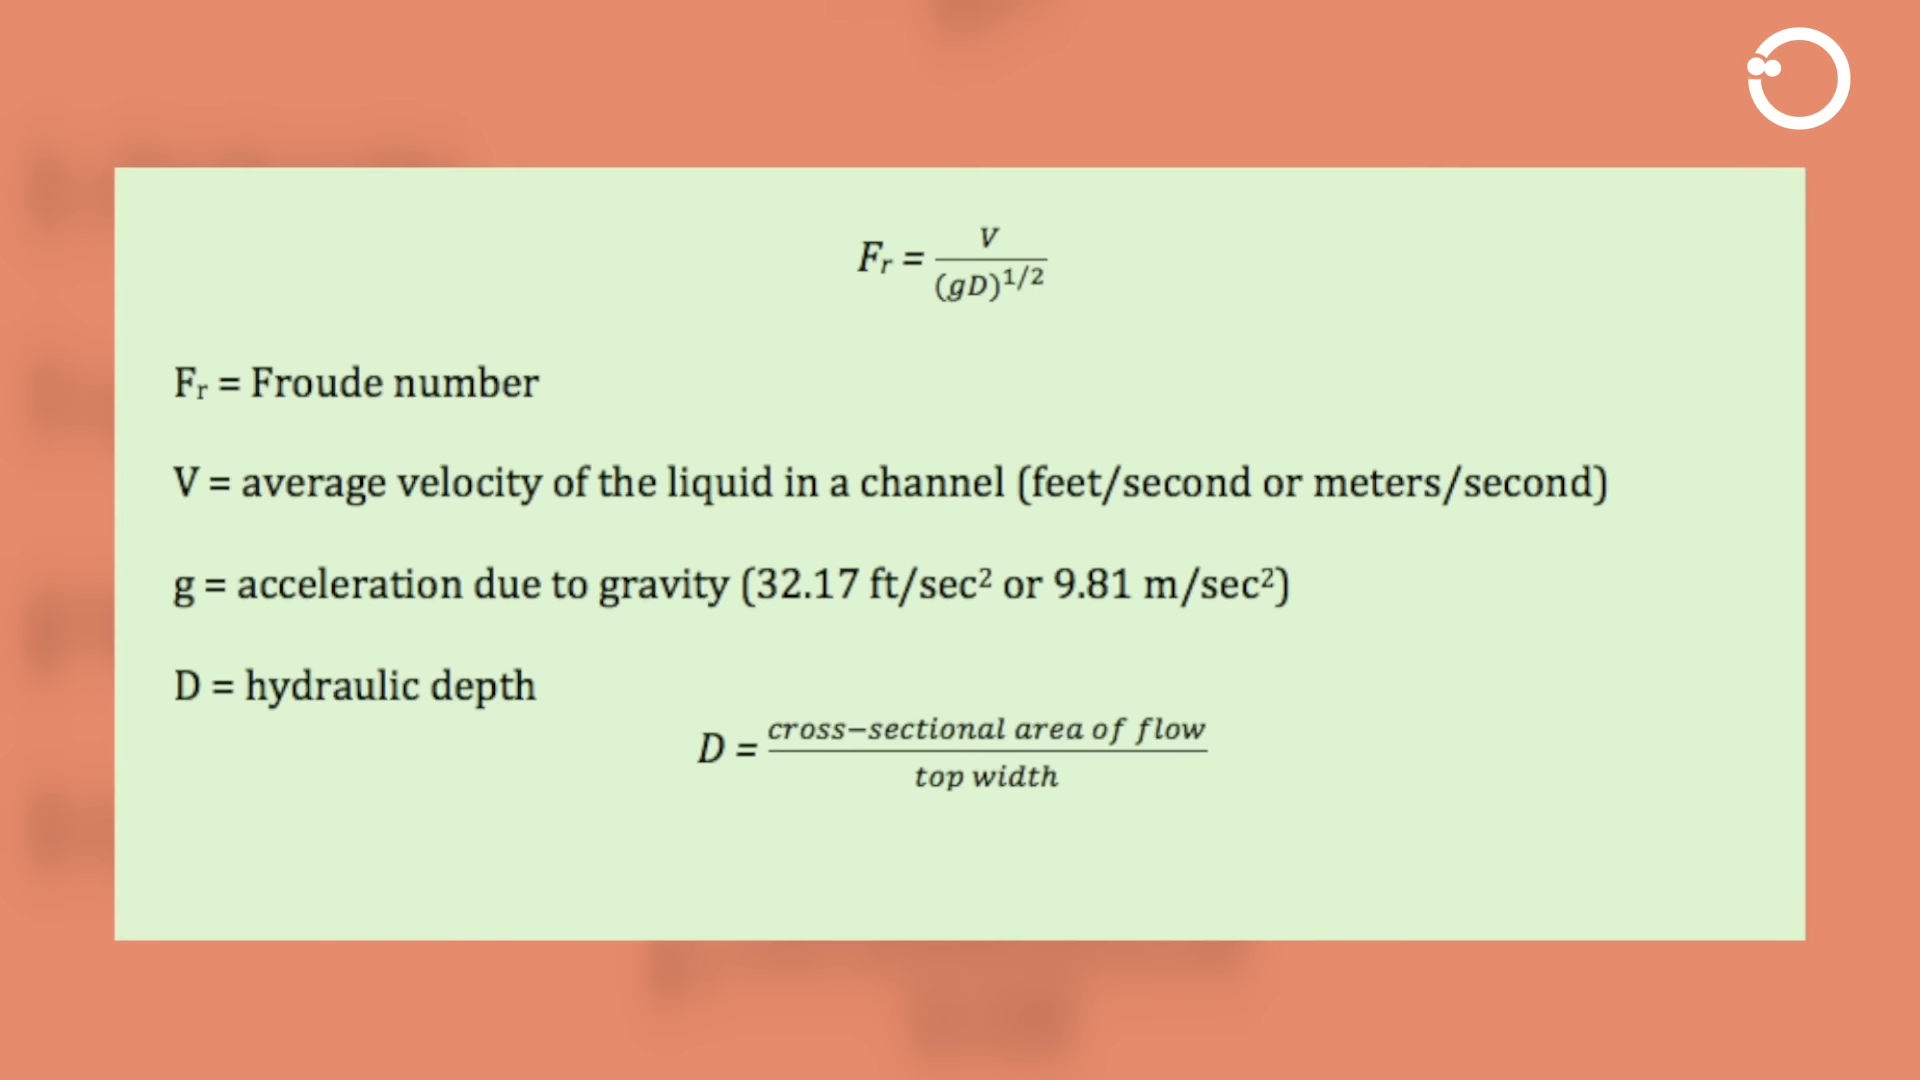 Fr = V / (gD)^1/2
Fr = Froude number
V = average velocity of the liquid in a channel (feet/second or meters/second)
g = acceleration due to gravity (32.17 ft/sec² or 9.81 m/sec²)
D = hydraulic depth
D = cross−sectional area of flow / top width